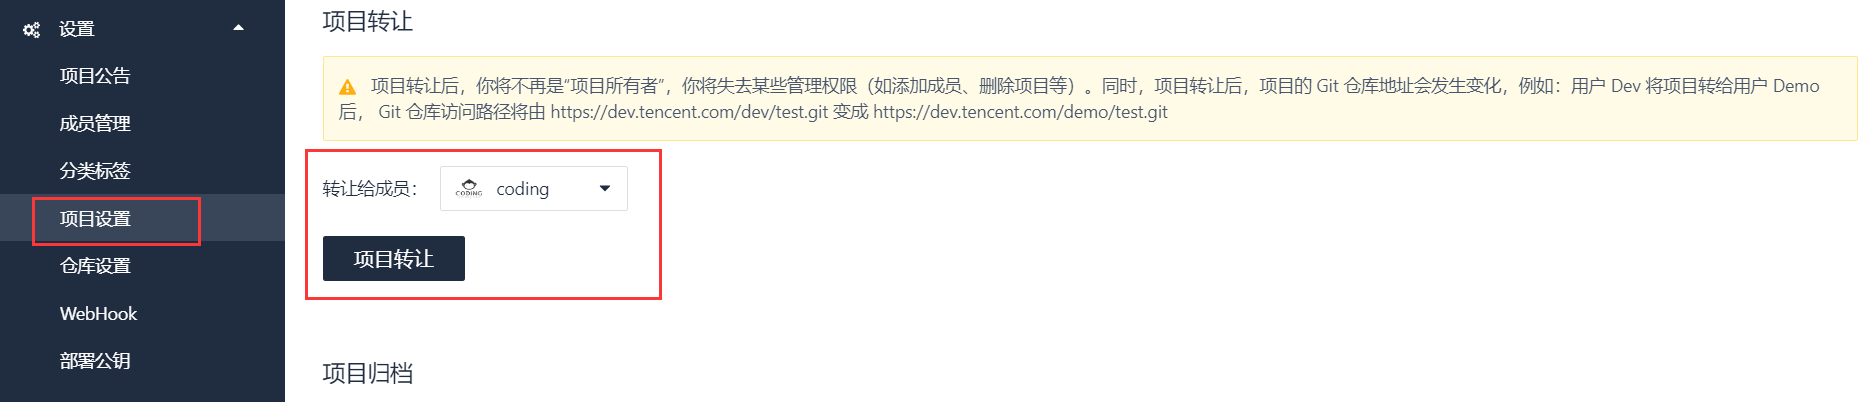 设置
项目公告
成员管理
分类标签
项目设置
仓库设置
WebHook
部署公钥
项目转让
项目转让后，你将不再是“项目所有者”，你将失去某些管理权限（如添加成员、删除项目等）。同时，项目转让后，项目的 Git 仓库地址会发生变化，例如：用户 Dev 将项目转给用户 Demo
后， Git 仓库访问路径将由 https://dev.tencent.com/dev/test.git 变成 https://dev.tencent.com/demo/test.git
转让给成员： CODING coding
项目转让
项目归档